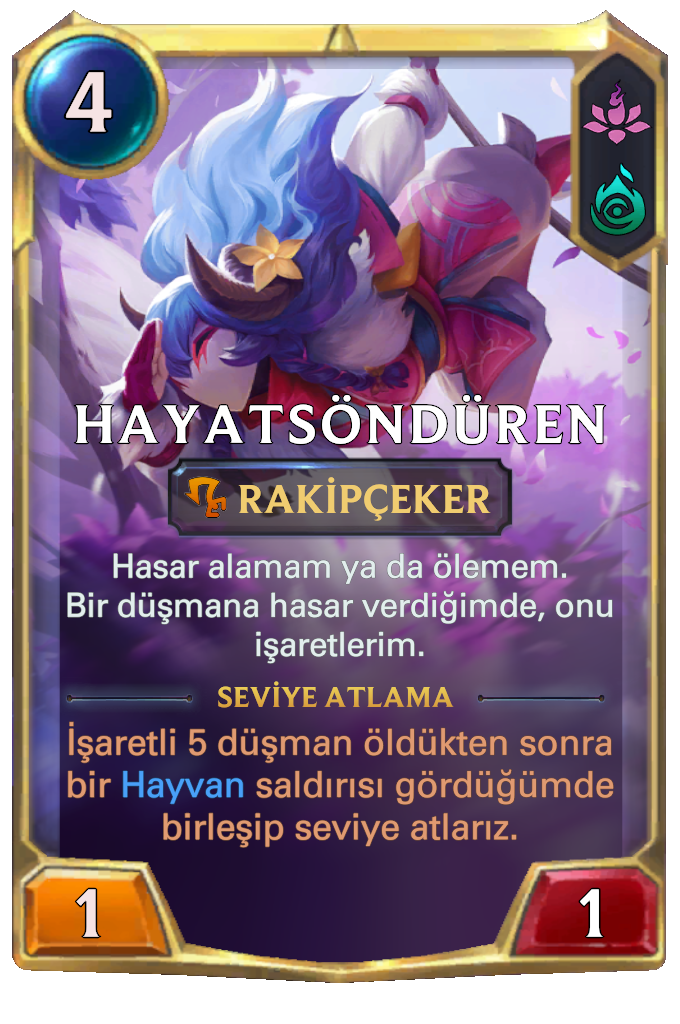 4
HAYATSÖNDÜREN
RAKİPÇEKER
Hasar alamam ya da ölemem.
Bir düşmana hasar verdiğimde, onu
işaretlerim.
SEVİYE ATLAMA
İşaretli 5 düşman öldükten sonra
bir Hayvan saldırısı gördüğümde
birleşip seviye atlarız.
1
1